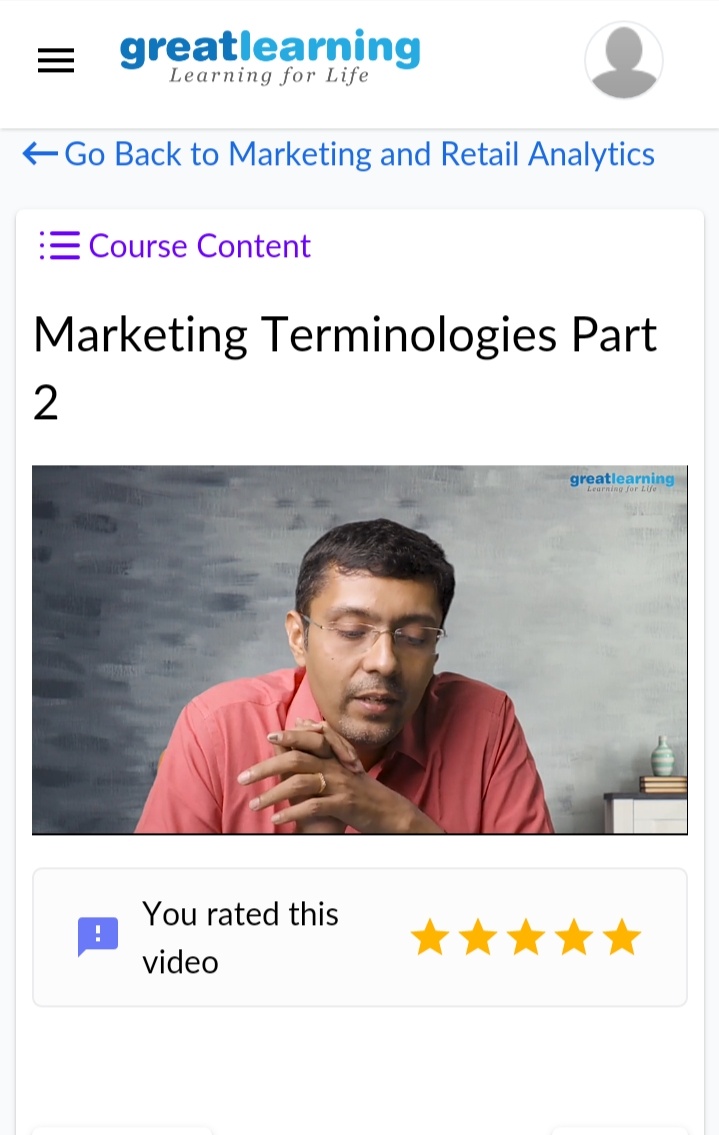 greatlearning
Learning for Life
Go Back to Marketing and Retail Analytics
Course Content
Marketing Terminologies Part
2
greatlearning
Learning for Life
You rated this
video